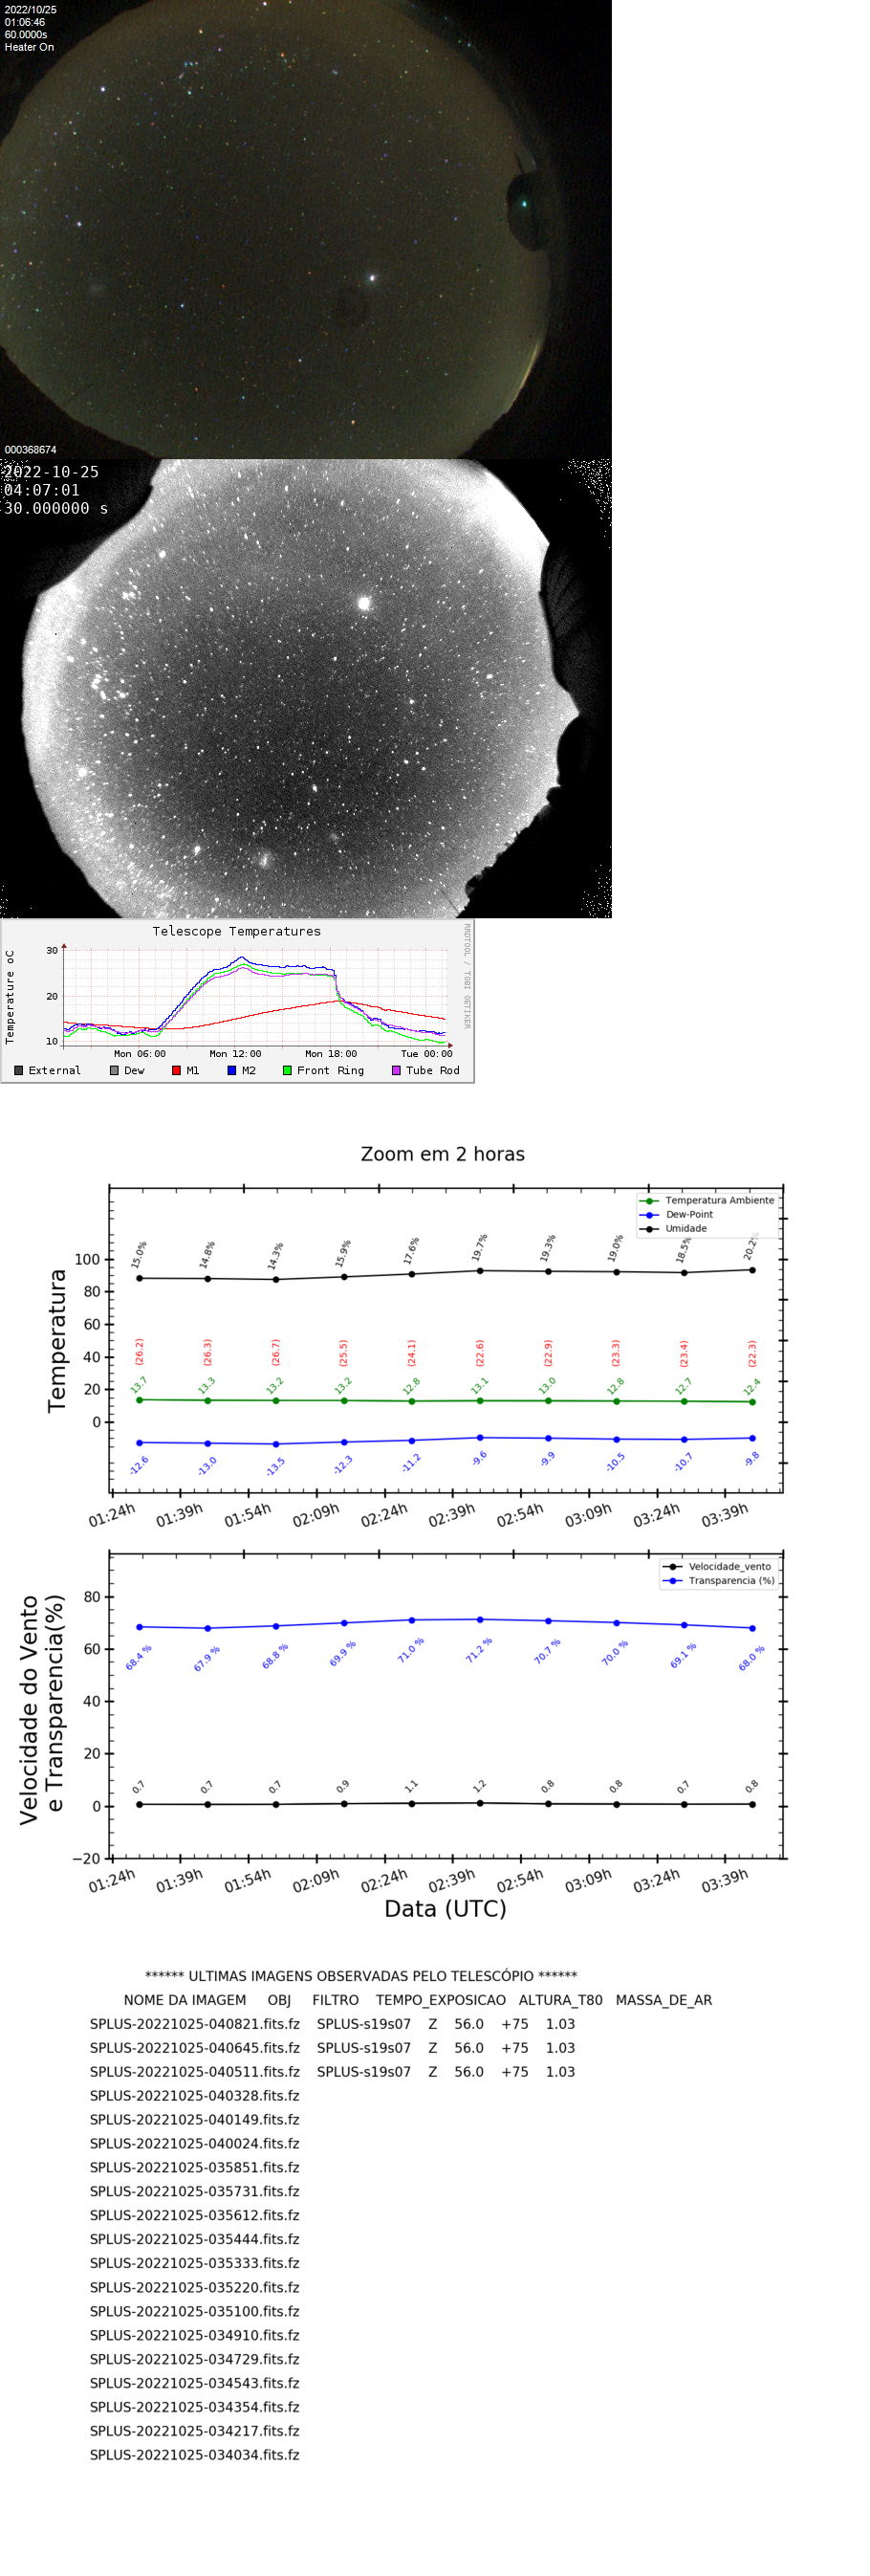 2022/10/25
01:06:46
60.0000s
Heater On
000368674
2022-10-25
04:07:01
30.000000 s
Telescope Temperatures
RRDTOOL / TOBI OETIKER
Temperature oC
30
20
10
Mon 06:00 Mon 12:00 Mon 18:00 Tue 00:00
External Dew M1 M2 Front Ring Tube Rod
Zoom em 2 horas
Temperatura Ambiente
Dew-Point
Umidade
15.0% 14.8% 14.3% 15.9% 17.6% 19.7% 19.3% 19.0% 18.5% 20.2%
Temperatura
100
80
60
40
20
0
(26.2) (26.3) (26.7) (25.5) (24.1) (22.6) (22.9) (23.3) (23.4) (22.3)
13.7 13.3 13.2 13.2 12.8 13.1 13.0 12.8 12.7 12.4
-12.6 -13.0 -13.5 -12.3 -11.2 -9.6 -9.9 -10.5 -10.7 -9.8
01:24h 01:39h 01:54h 02:09h 02:24h 02:39h 02:54h 03:09h 03:24h 03:39h
Velocidade_vento
Transparencia (%)
Velocidade do Vento
e Transparencia(%)
80
60
40
20
0
−20
68.4 % 67.9 % 68.8 % 69.9 % 71.0 % 71.2 % 70.7 % 70.0 % 69.1 % 68.0 %
0.7 0.7 0.7 0.9 1.1 1.2 0.8 0.8 0.7 0.8
01:24h 01:39h 01:54h 02:09h 02:24h 02:39h 02:54h 03:09h 03:24h 03:39h
Data (UTC)
****** ULTIMAS IMAGENS OBSERVADAS PELO TELESCÓPIO ******
NOME DA IMAGEM OBJ FILTRO TEMPO_EXPOSICAO ALTURA_T80 MASSA_DE_AR
SPLUS-20221025-040821.fits.fz SPLUS-s19s07 Z 56.0 +75 1.03
SPLUS-20221025-040645.fits.fz SPLUS-s19s07 Z 56.0 +75 1.03
SPLUS-20221025-040511.fits.fz SPLUS-s19s07 Z 56.0 +75 1.03
SPLUS-20221025-040328.fits.fz
SPLUS-20221025-040149.fits.fz
SPLUS-20221025-040024.fits.fz
SPLUS-20221025-035851.fits.fz
SPLUS-20221025-035731.fits.fz
SPLUS-20221025-035612.fits.fz
SPLUS-20221025-035444.fits.fz
SPLUS-20221025-035333.fits.fz
SPLUS-20221025-035220.fits.fz
SPLUS-20221025-035100.fits.fz
SPLUS-20221025-034910.fits.fz
SPLUS-20221025-034729.fits.fz
SPLUS-20221025-034543.fits.fz
SPLUS-20221025-034354.fits.fz
SPLUS-20221025-034217.fits.fz
SPLUS-20221025-034034.fits.fz